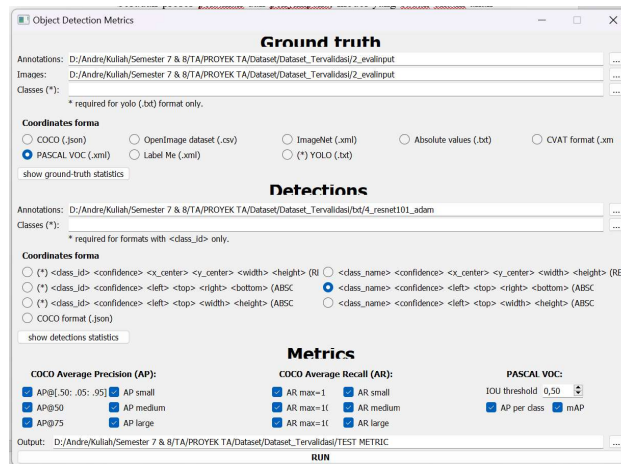 Object Detection Metrics
Ground truth
Annotations: D:/Andre/Kuliah/Semester 7 & 8/TA/PROYEK TA/Dataset/Dataset_Tervalidasi/2_evalinput ...
Images: D:/Andre/Kuliah/Semester 7 & 8/TA/PROYEK TA/Dataset/Dataset_Tervalidasi/2_evalinput ...
Classes (*): ...
* required for yolo (.txt) format only.
Coordinates forma
COCO (.json) OpenImage dataset (.csv) ImageNet (.xml) Absolute values (.txt) CVAT format (.xm
PASCAL VOC (.xml) Label Me (.xml) (*) YOLO (.txt)
show ground-truth statistics
Detections
Annotations: D:/Andre/Kuliah/Semester 7 & 8/TA/PROYEK TA/Dataset/Dataset_Tervalidasi/txt/4_resnet101_adam ...
Classes (*): ...
* required for formats with <class_id> only.
Coordinates forma
(*) <class_id> <confidence> <x_center> <y_center> <width> <height> (RI <class_name> <confidence> <x_center> <y_center> <width> <height> (RE
(*) <class_id> <confidence> <left> <top> <right> <bottom> (ABSC <class_name> <confidence> <left> <top> <right> <bottom> (ABSC
(*) <class_id> <confidence> <left> <top> <width> <height> (ABSC <class_name> <confidence> <left> <top> <width> <height> (ABSC
COCO format (.json)
show detections statistics
Metrics
COCO Average Precision (AP): COCO Average Recall (AR): PASCAL VOC:
AP@[.50: .05: .95] AP small AR max=1 AR small IOU threshold 0,50
AP@50 AP medium AR max=1( AR medium AP per class mAP
AP@75 AP large AR max=1( AR large
Output: D:/Andre/Kuliah/Semester 7 & 8/TA/PROYEK TA/Dataset/Dataset_Tervalidasi/TEST METRIC ...
RUN